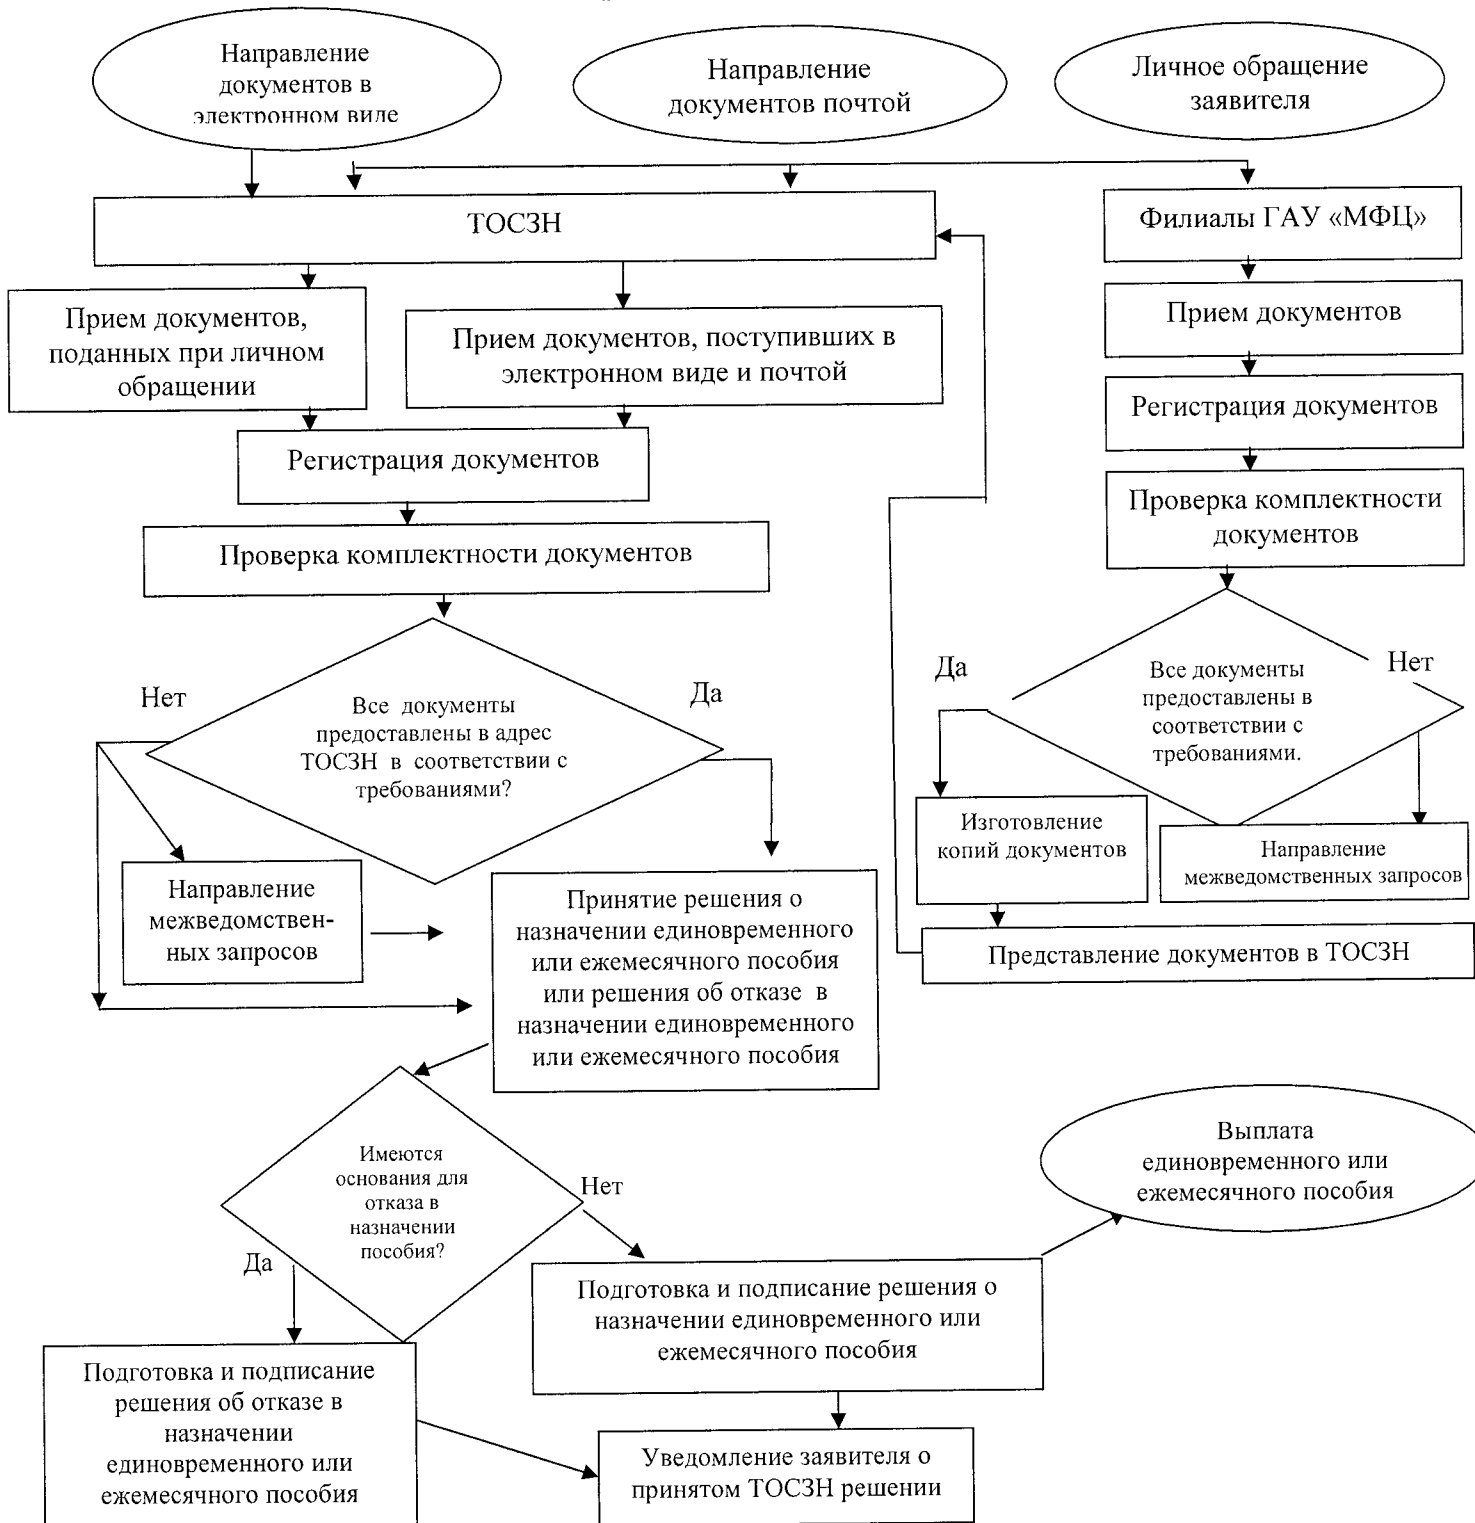 Направление
документов в
электронном виде
Направление
документов почтой
Личное обращение
заявителя
ТОСЗН
Филиалы ГАУ «МФЦ»
Прием документов,
поданных при личном
обращении
Прием документов, поступивших в
электронном виде и почтой
Прием документов
Регистрация документов
Регистрация документов
Проверка комплектности документов
Проверка комплектности
документов
Нет
Все документы
предоставлены в адрес
ТОСЗН в соответствии с
требованиями?
Да
Да
Все документы
предоставлены в
соответствии с
требованиями.
Нет
Направление
межведомствен-
ных запросов
Принятие решения о
назначении единовременного
или ежемесячного пособия
или решения об отказе в
назначении единовременного
или ежемесячного пособия
Изготовление
копий документов
Направление
межведомственных запросов
Представление документов в ТОСЗН
Имеются
основания для
отказа в
назначении
пособия?
Нет
Да
Выплата
единовременного или
ежемесячного пособия
Подготовка и подписание решения о
назначении единовременного или
ежемесячного пособия
Подготовка и подписание
решения об отказе в
назначении
единовременного или
ежемесячного пособия
Уведомление заявителя о
принятом ТОСЗН решении